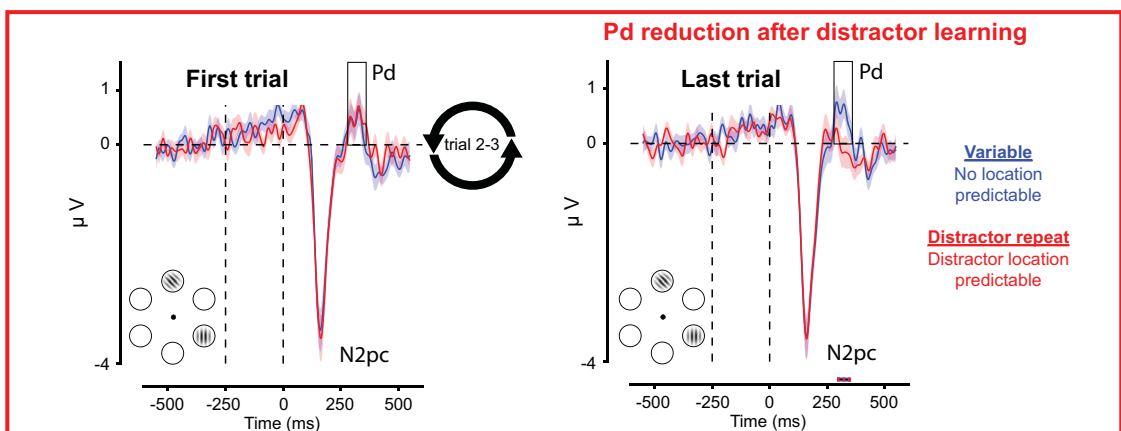 Pd reduction after distractor learning
First trial
Pd
1
0
-4
μ V
N2pc
-500 -250 0 250 500
Time (ms)
trial 2-3
Last trial
Pd
1
0
-4
μ V
N2pc
-500 -250 0 250 500
Time (ms)
Variable
No location
predictable
Distractor repeat
Distractor location
predictable